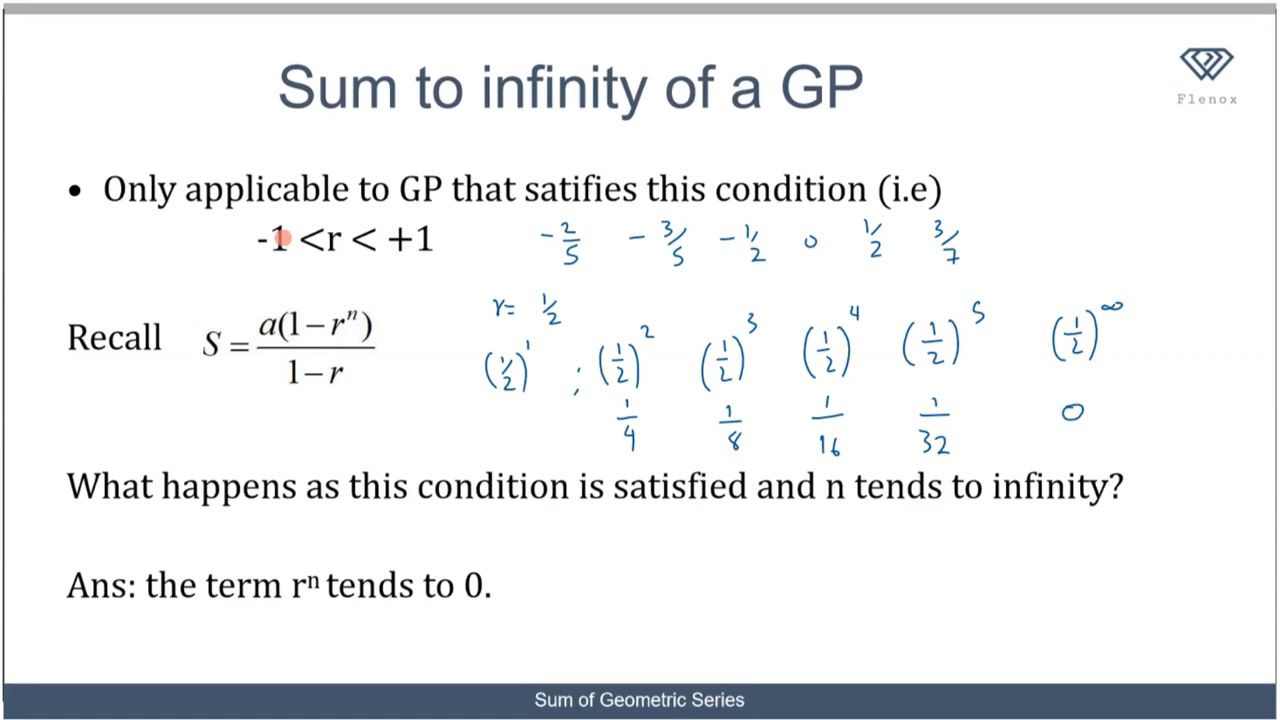 Sum to infinity of a GP
Flenox
• Only applicable to GP that satifies this condition (i.e)
-1 <r < +1
-2/5 -3/5 -1/2 0 1/2 3/7
r= 1/2
Recall S = a(1−rⁿ) / 1−r
(1/2)¹ ; (1/2)² (1/2)³ (1/2)⁴ (1/2)⁵ (1/2)^∞
1/4 1/8 1/16 1/32 0
What happens as this condition is satisfied and n tends to infinity?
Ans: the term rⁿ tends to 0.
Sum of Geometric Series